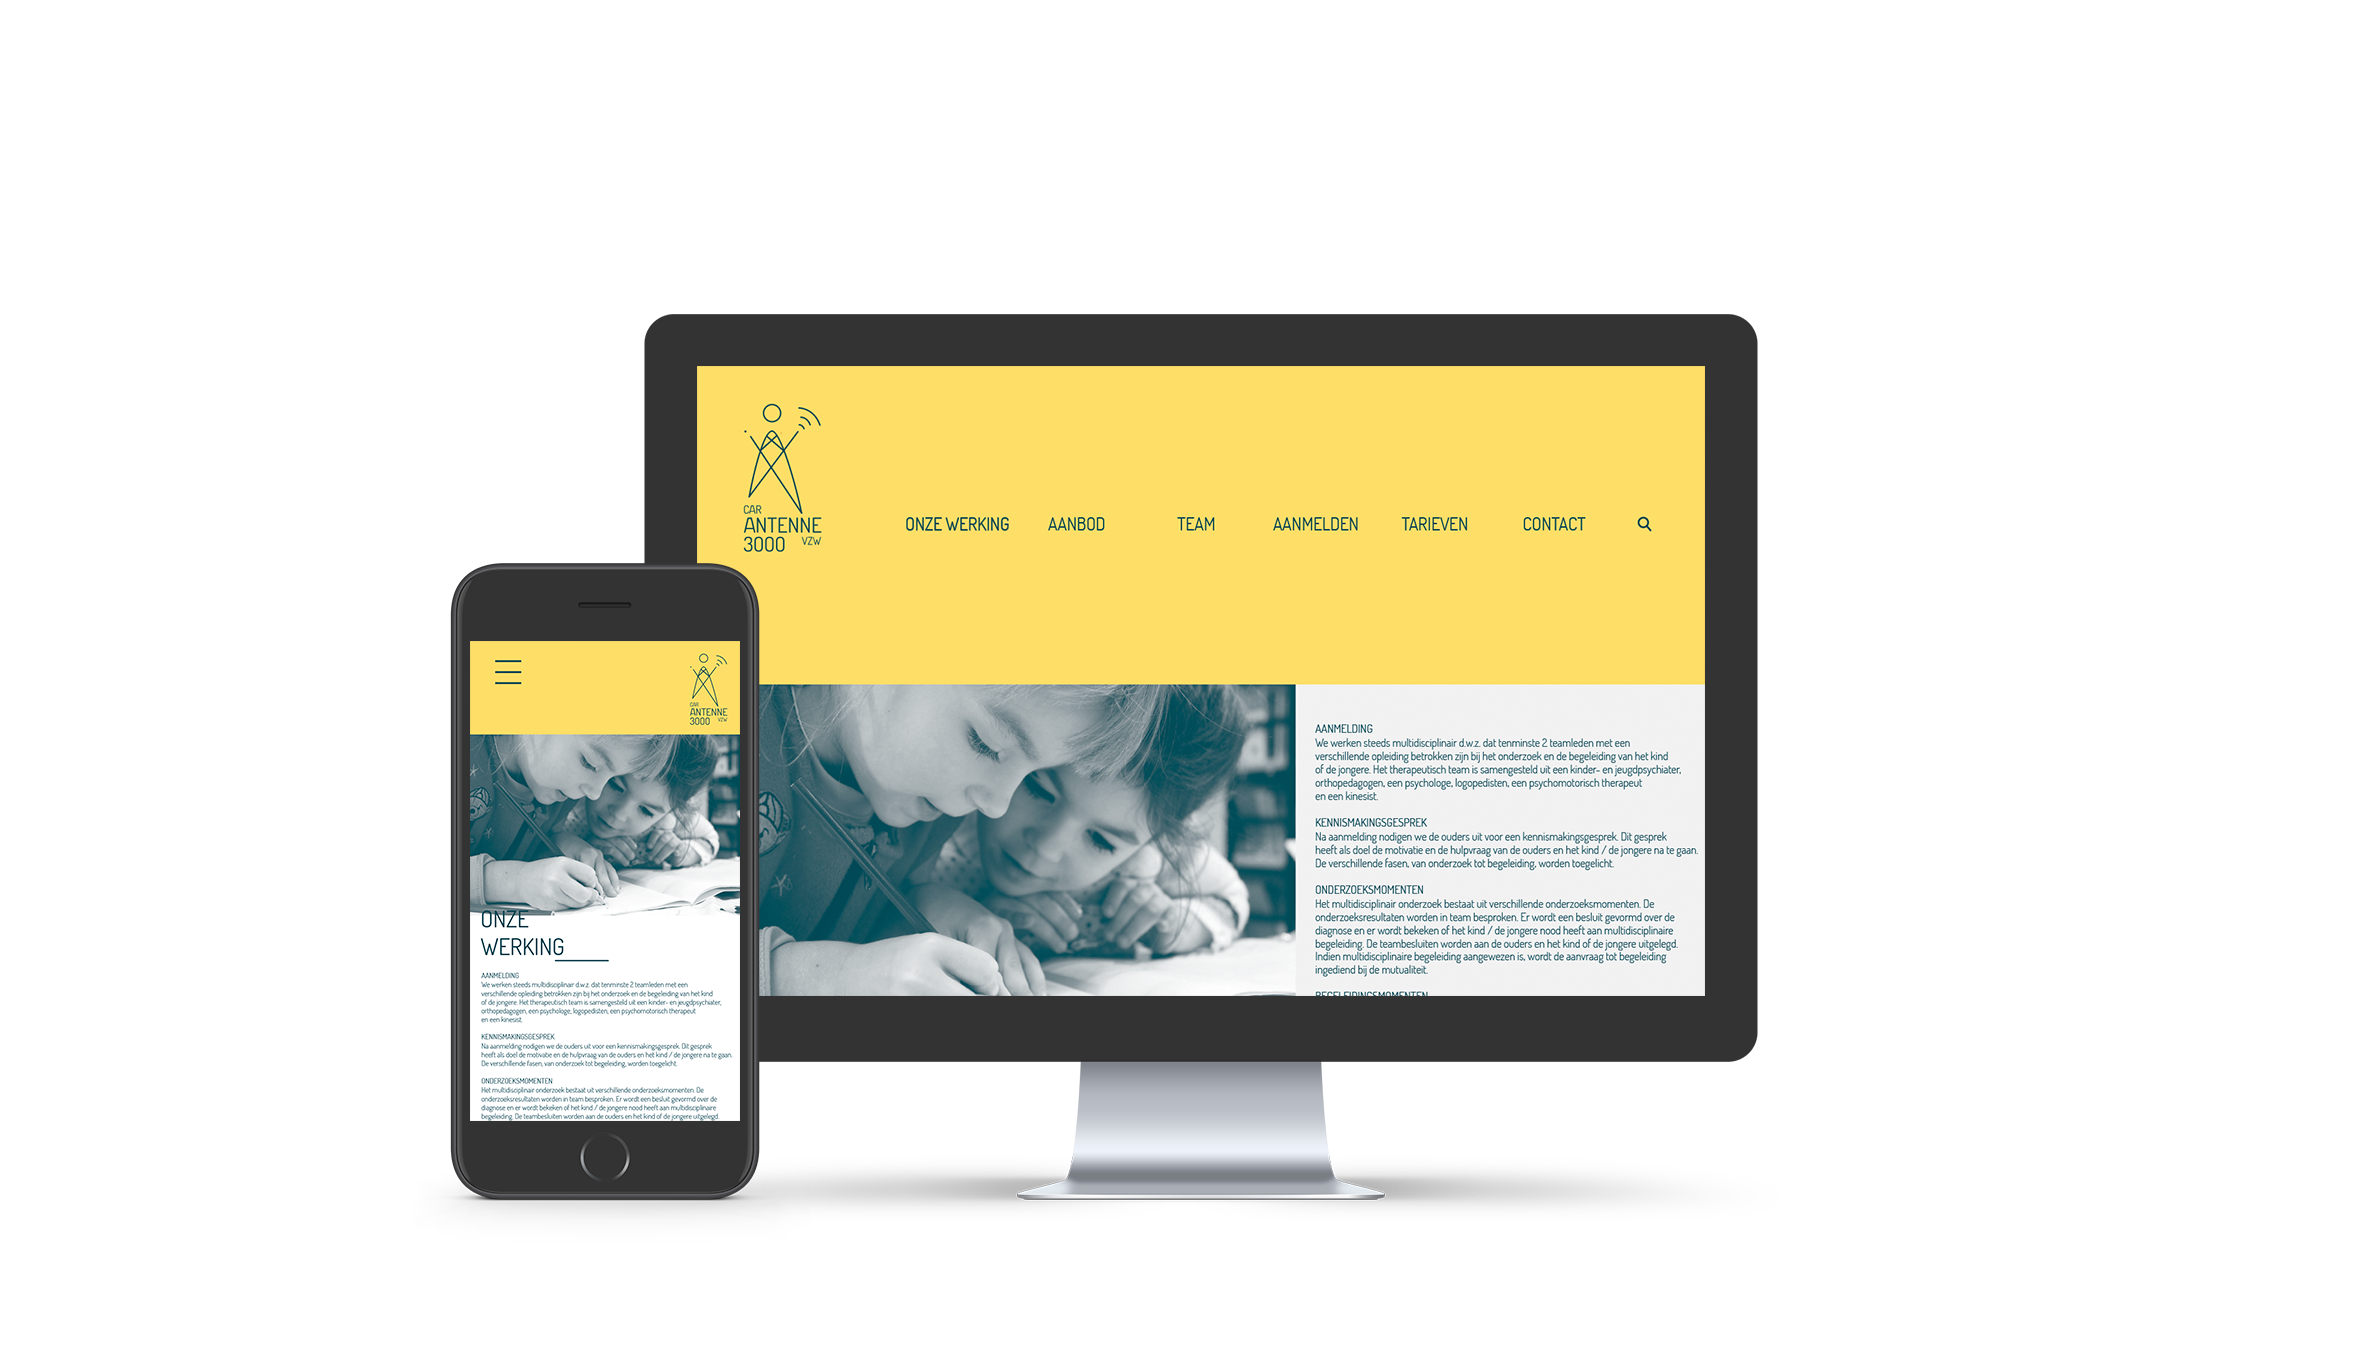 CAR
ANTENNE
3000 VZW
ONZE WERKING AANBOD TEAM AANMELDEN TARIEVEN CONTACT
AANMELDING
We werken steeds multidisciplinair d.w.z. dat tenminste 2 teamleden met een
verschillende opleiding betrokken zijn bij het onderzoek en de begeleiding van het kind
of de jongere. Het therapeutisch team is samengesteld uit een kinder- en jeugdpsychiater,
orthopedagogen, een psychologe, logopedisten, een psychomotorisch therapeut
en een kinesist.
KENNISMAKINGSGESPREK
Na aanmelding nodigen we de ouders uit voor een kennismakingsgesprek. Dit gesprek
heeft als doel de motivatie en de hulpvraag van de ouders en het kind / de jongere na te gaan.
De verschillende fasen, van onderzoek tot begeleiding, worden toegelicht.
ONDERZOEKSMOMENTEN
Het multidisciplinair onderzoek bestaat uit verschillende onderzoeksmomenten. De
onderzoeksresultaten worden in team besproken. Er wordt een besluit gevormd over de
diagnose en er wordt bekeken of het kind / de jongere nood heeft aan multidisciplinaire
begeleiding. De teambesluiten worden aan de ouders en het kind of de jongere uitgelegd.
Indien multidisciplinaire begeleiding aangewezen is, wordt de aanvraag tot begeleiding
ingediend bij de mutualiteit.
BEGELEIDINGSMOMENTEN
CAR
ANTENNE
3000 VZW
ONZE
WERKING
AANMELDING
We werken steeds multidisciplinair d.w.z. dat tenminste 2 teamleden met een
verschillende opleiding betrokken zijn bij het onderzoek en de begeleiding van het kind
of de jongere. Het therapeutisch team is samengesteld uit een kinder- en jeugdpsychiater,
orthopedagogen, een psychologe, logopedisten, een psychomotorisch therapeut
en een kinesist.
KENNISMAKINGSGESPREK
Na aanmelding nodigen we de ouders uit voor een kennismakingsgesprek. Dit gesprek
heeft als doel de motivatie en de hulpvraag van de ouders en het kind / de jongere na te gaan.
De verschillende fasen, van onderzoek tot begeleiding, worden toegelicht.
ONDERZOEKSMOMENTEN
Het multidisciplinair onderzoek bestaat uit verschillende onderzoeksmomenten. De
onderzoeksresultaten worden in team besproken. Er wordt een besluit gevormd over de
diagnose en er wordt bekeken of het kind / de jongere nood heeft aan multidisciplinaire
begeleiding. De teambesluiten worden aan de ouders en het kind of de jongere uitgelegd.